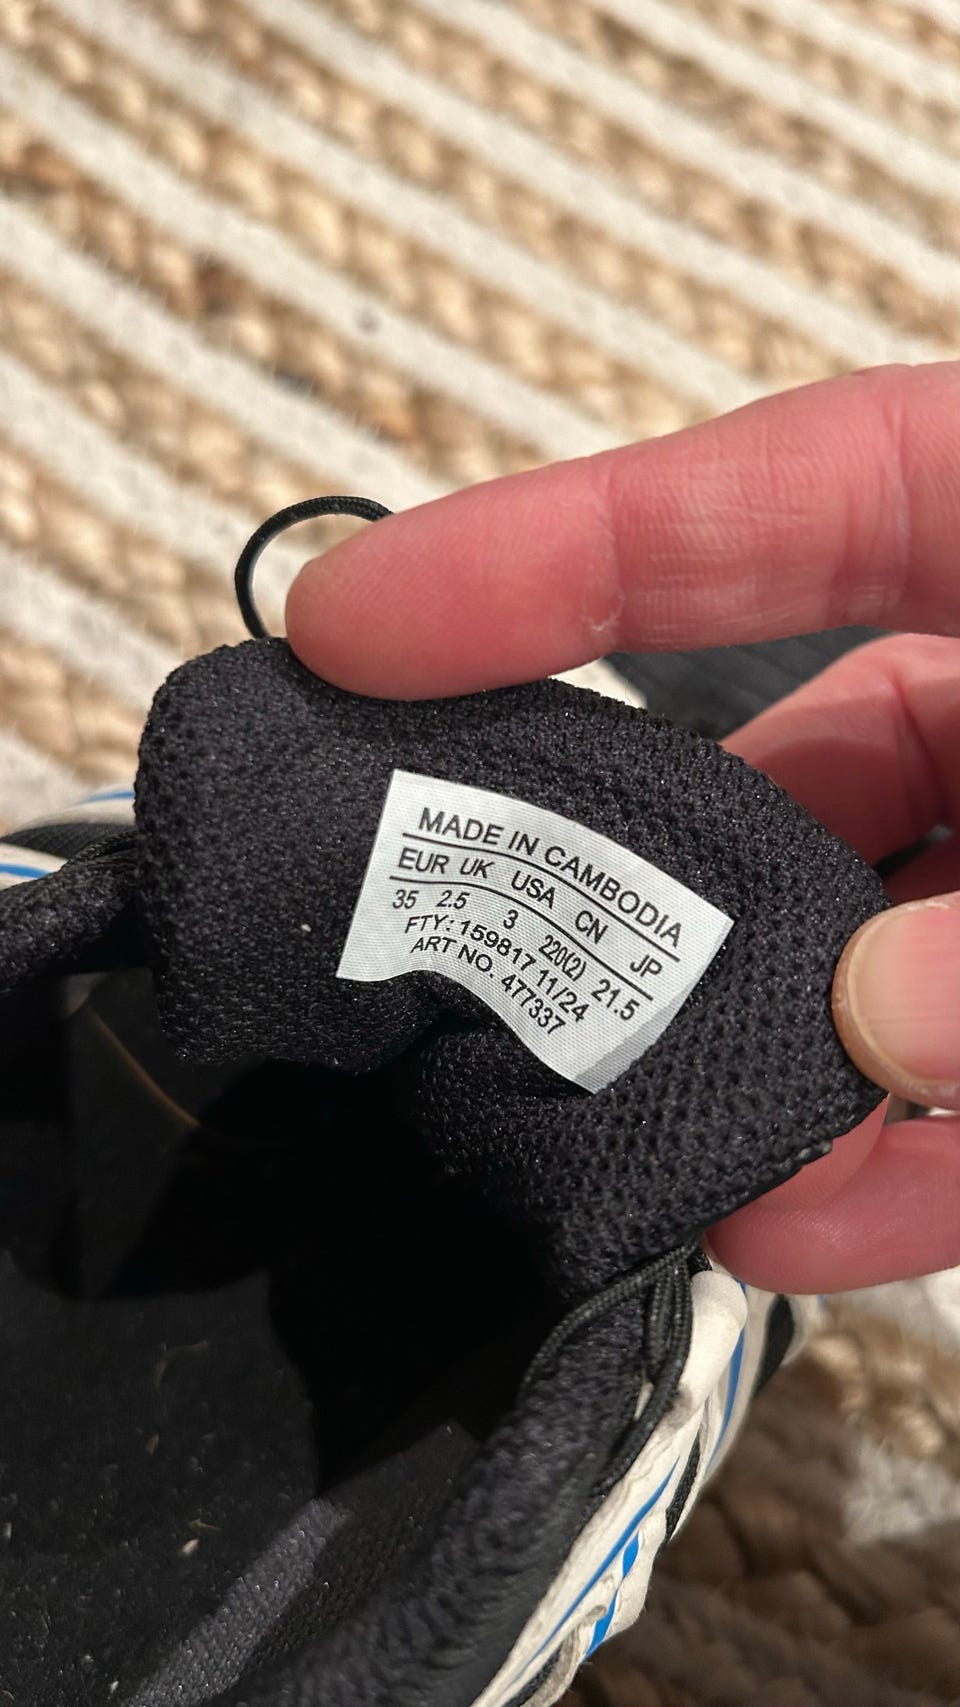 MADE IN CAMBODIA
EUR UK USA CN JP
35 2.5 3 220(2) 21.5
FTY: 159817 11/24
ART NO. 477337